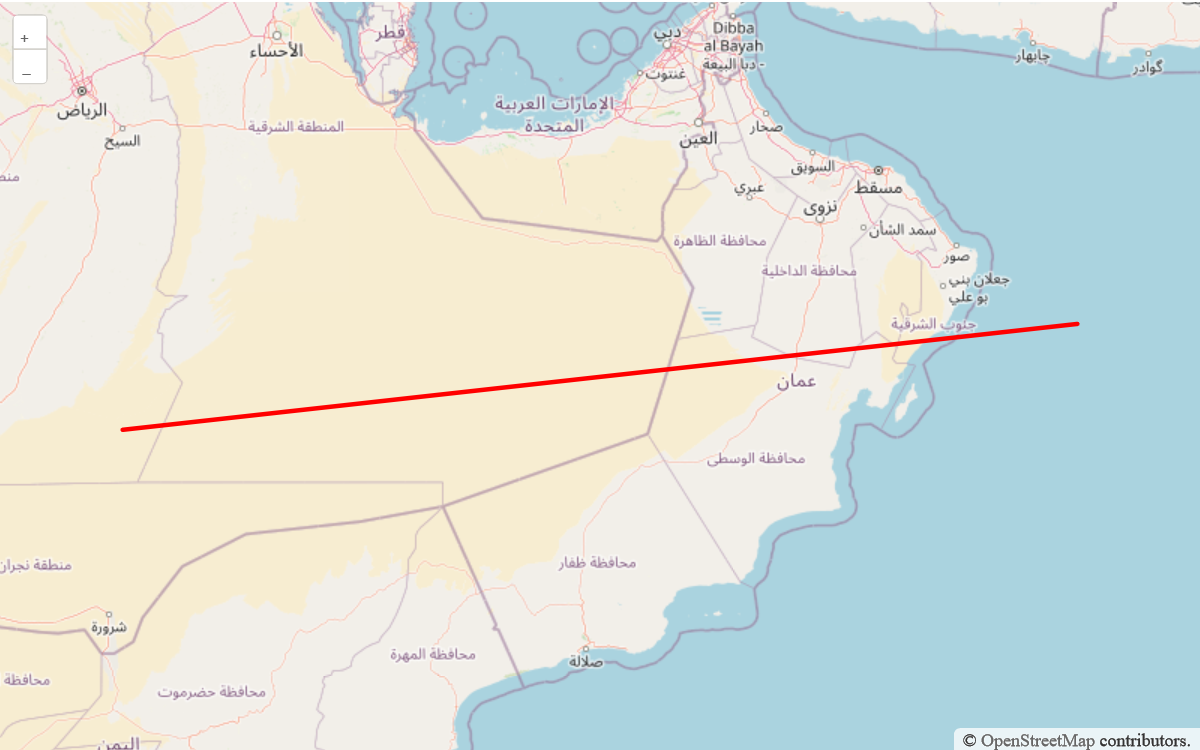 +
–
الأحساء
قطر
دبي
Dibba
al Bayah
- دبا البيعة
غنتوت
چابهار
گوادر
الرياض
السيح
المنطقة الشرقية
الإمارات العربية
المتحدة
العين
صحار
السويق
عبري
مسقط
نزوى
سمد الشأن
محافظة الظاهرة
صور
محافظة الداخلية
جعلان بني
بو علي
جنوب الشرقية
عمان
محافظة الوسطى
منطقة نجران
محافظة ظفار
شرورة
محافظة المهرة
صلالة
محافظة
محافظة حضرموت
اليمن
© OpenStreetMap contributors.